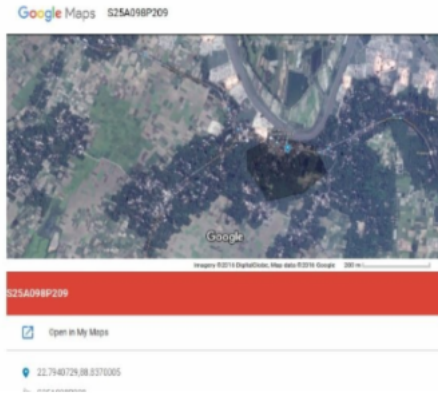 Google Maps S25A098P209
Google
Imagery ©2016 DigitalGlobe, Map data ©2016 Google 200 m
S25A098P209
Open in My Maps
22.7940729,88.8370005